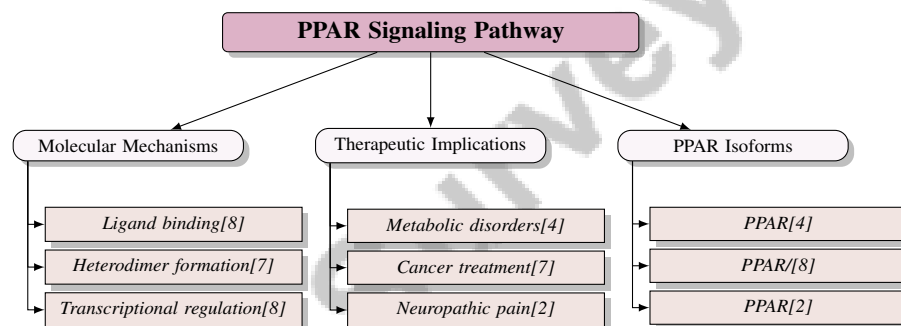 PPAR Signaling Pathway
Molecular Mechanisms
Ligand binding[8]
Heterodimer formation[7]
Transcriptional regulation[8]
Therapeutic Implications
Metabolic disorders[4]
Cancer treatment[7]
Neuropathic pain[2]
PPAR Isoforms
PPAR[4]
PPAR/[8]
PPAR[2]
survey